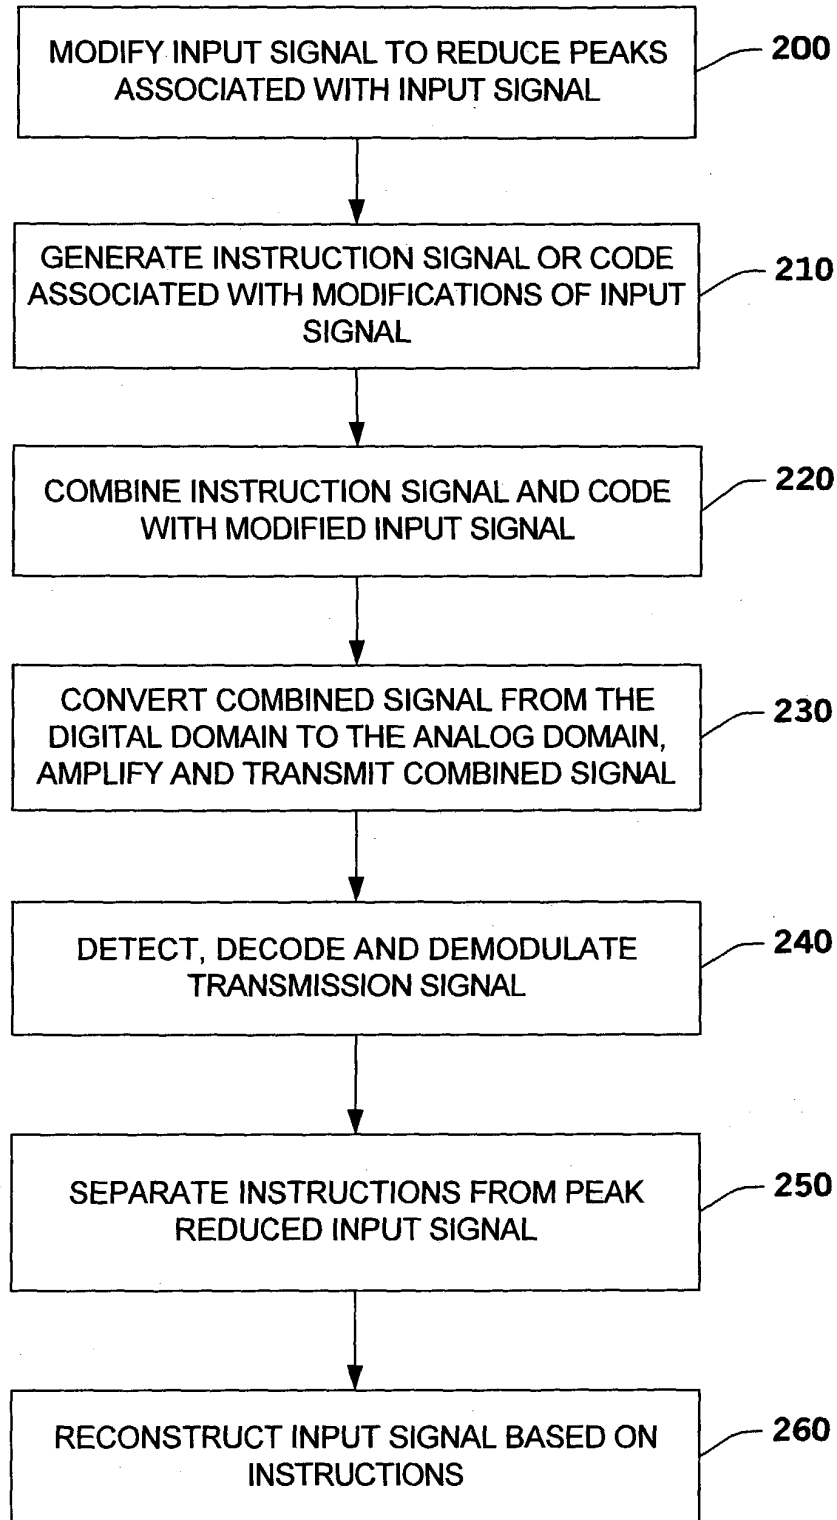 MODIFY INPUT SIGNAL TO REDUCE PEAKS
ASSOCIATED WITH INPUT SIGNAL
200
GENERATE INSTRUCTION SIGNAL OR CODE
ASSOCIATED WITH MODIFICATIONS OF INPUT
SIGNAL
210
COMBINE INSTRUCTION SIGNAL AND CODE
WITH MODIFIED INPUT SIGNAL
220
CONVERT COMBINED SIGNAL FROM THE
DIGITAL DOMAIN TO THE ANALOG DOMAIN,
AMPLIFY AND TRANSMIT COMBINED SIGNAL
230
DETECT, DECODE AND DEMODULATE
TRANSMISSION SIGNAL
240
SEPARATE INSTRUCTIONS FROM PEAK
REDUCED INPUT SIGNAL
250
RECONSTRUCT INPUT SIGNAL BASED ON
INSTRUCTIONS
260